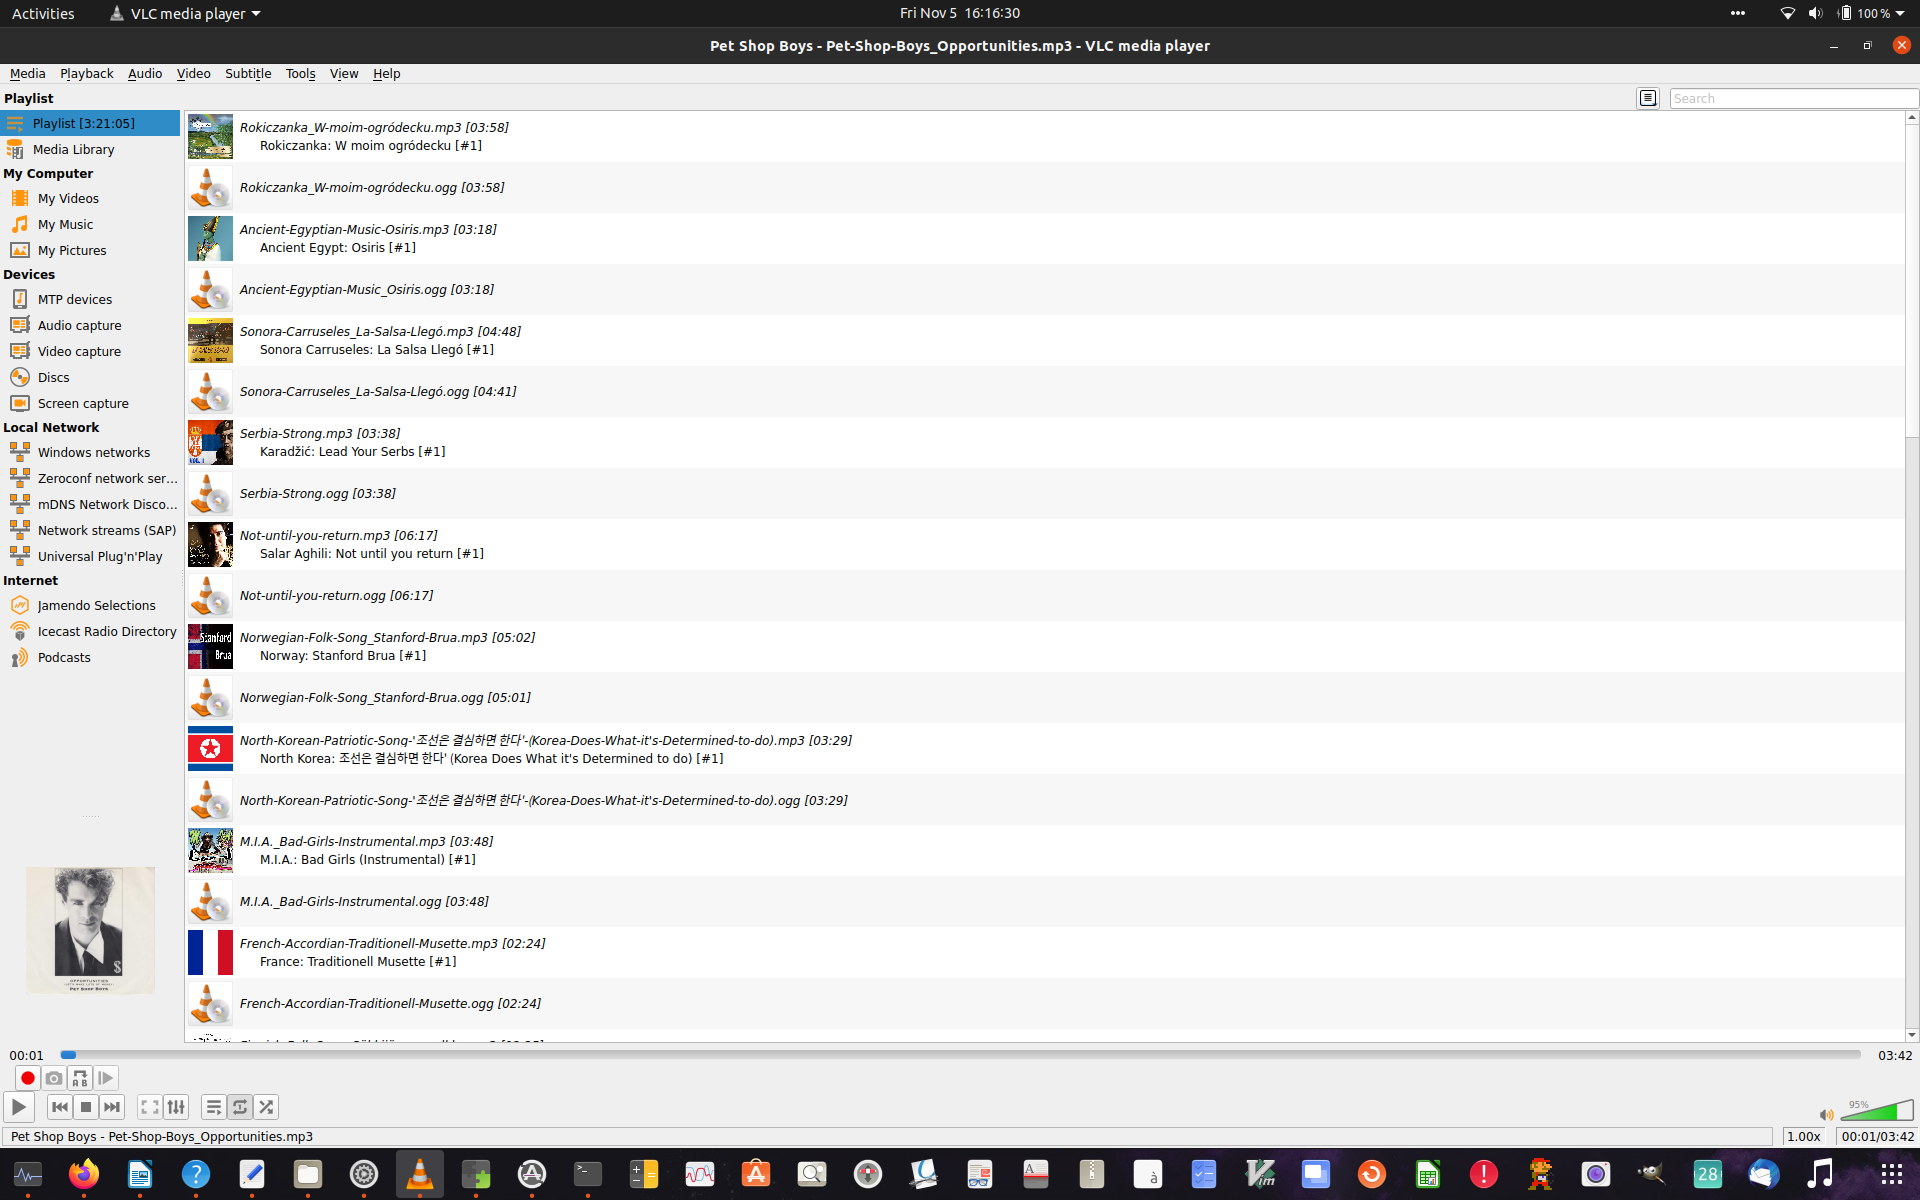 Activities
VLC media player
Fri Nov 5 16:16:30
100 %
Pet Shop Boys - Pet-Shop-Boys_Opportunities.mp3 - VLC media player
Media Playback Audio Video Subtitle Tools View Help
Playlist
Search
Playlist [3:21:05]
Media Library
My Computer
My Videos
My Music
My Pictures
Devices
MTP devices
Audio capture
Video capture
Discs
Screen capture
Local Network
Windows networks
Zeroconf network ser...
mDNS Network Disco...
Network streams (SAP)
Universal Plug'n'Play
Internet
Jamendo Selections
Icecast Radio Directory
Podcasts
Rokiczanka_W-moim-ogródecku.mp3 [03:58]
Rokiczanka: W moim ogródecku [#1]
Rokiczanka_W-moim-ogródecku.ogg [03:58]
Ancient-Egyptian-Music-Osiris.mp3 [03:18]
Ancient Egypt: Osiris [#1]
Ancient-Egyptian-Music_Osiris.ogg [03:18]
Sonora-Carruseles_La-Salsa-Llegó.mp3 [04:48]
Sonora Carruseles: La Salsa Llegó [#1]
Sonora-Carruseles_La-Salsa-Llegó.ogg [04:41]
Serbia-Strong.mp3 [03:38]
Karadžić: Lead Your Serbs [#1]
Serbia-Strong.ogg [03:38]
Not-until-you-return.mp3 [06:17]
Salar Aghili: Not until you return [#1]
Not-until-you-return.ogg [06:17]
Stanford
Brua
Norwegian-Folk-Song_Stanford-Brua.mp3 [05:02]
Norway: Stanford Brua [#1]
Norwegian-Folk-Song_Stanford-Brua.ogg [05:01]
North-Korean-Patriotic-Song-'조선은 결심하면 한다'-(Korea-Does-What-it's-Determined-to-do).mp3 [03:29]
North Korea: 조선은 결심하면 한다' (Korea Does What it's Determined to do) [#1]
North-Korean-Patriotic-Song-'조선은 결심하면 한다'-(Korea-Does-What-it's-Determined-to-do).ogg [03:29]
M.I.A._Bad-Girls-Instrumental.mp3 [03:48]
M.I.A.: Bad Girls (Instrumental) [#1]
M.I.A._Bad-Girls-Instrumental.ogg [03:48]
French-Accordian-Traditionell-Musette.mp3 [02:24]
France: Traditionell Musette [#1]
French-Accordian-Traditionell-Musette.ogg [02:24]
$
OPPORTUNITIES
PET SHOP BOYS
00:01
03:42
A B
95%
Pet Shop Boys - Pet-Shop-Boys_Opportunities.mp3
1.00x
00:01/03:42
28